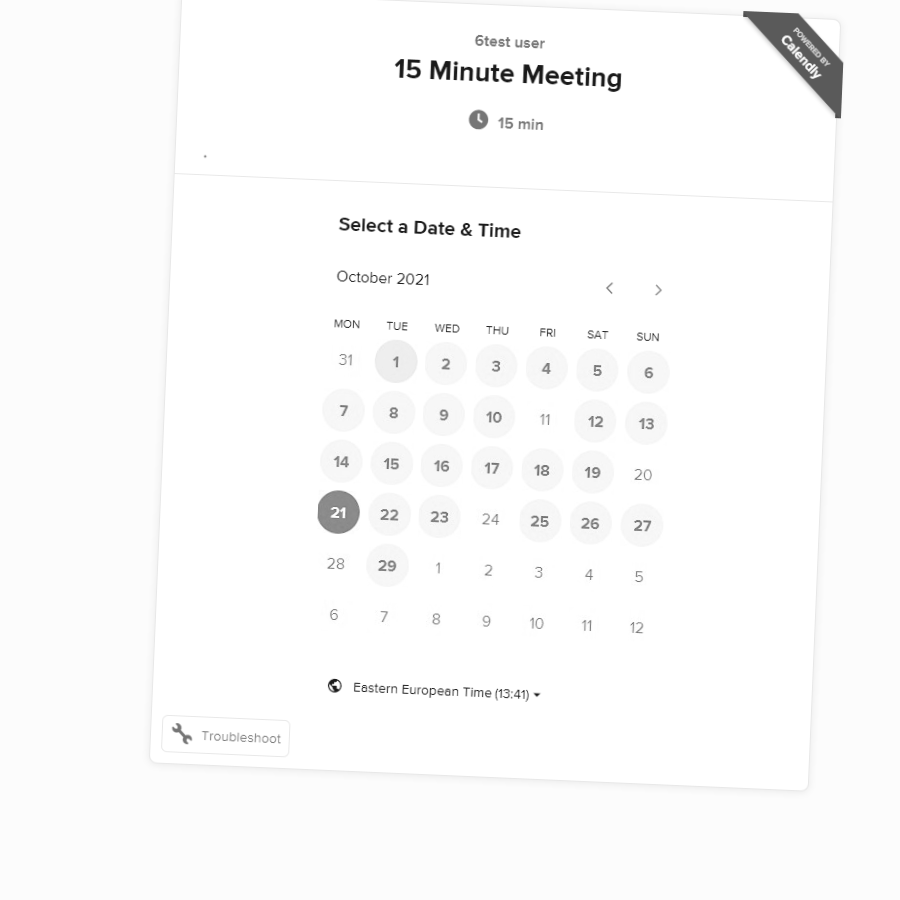 POWERED BY
Calendly
6test user
15 Minute Meeting
15 min
Select a Date & Time
October 2021
MON TUE WED THU FRI SAT SUN
31 1 2 3 4 5 6
7 8 9 10 11 12 13
14 15 16 17 18 19 20
21 22 23 24 25 26 27
28 29 1 2 3 4 5
6 7 8 9 10 11 12
Eastern European Time (13:41)
Troubleshoot